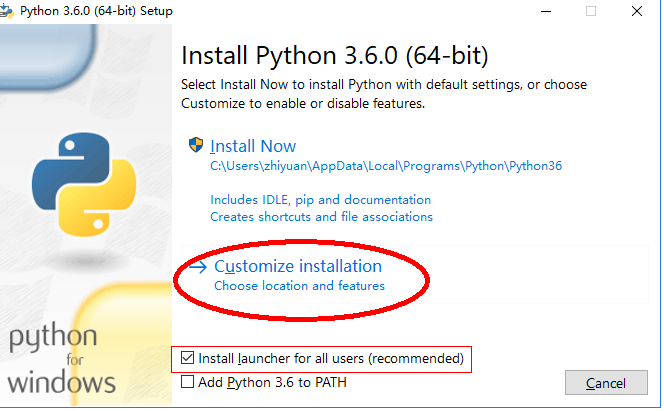 Python 3.6.0 (64-bit) Setup
Install Python 3.6.0 (64-bit)
Select Install Now to install Python with default settings, or choose
Customize to enable or disable features.
Install Now
C:\Users\zhiyuan\AppData\Local\Programs\Python\Python36
Includes IDLE, pip and documentation
Creates shortcuts and file associations
Customize installation
Choose location and features
python
for
windows
Install launcher for all users (recommended)
Add Python 3.6 to PATH
Cancel